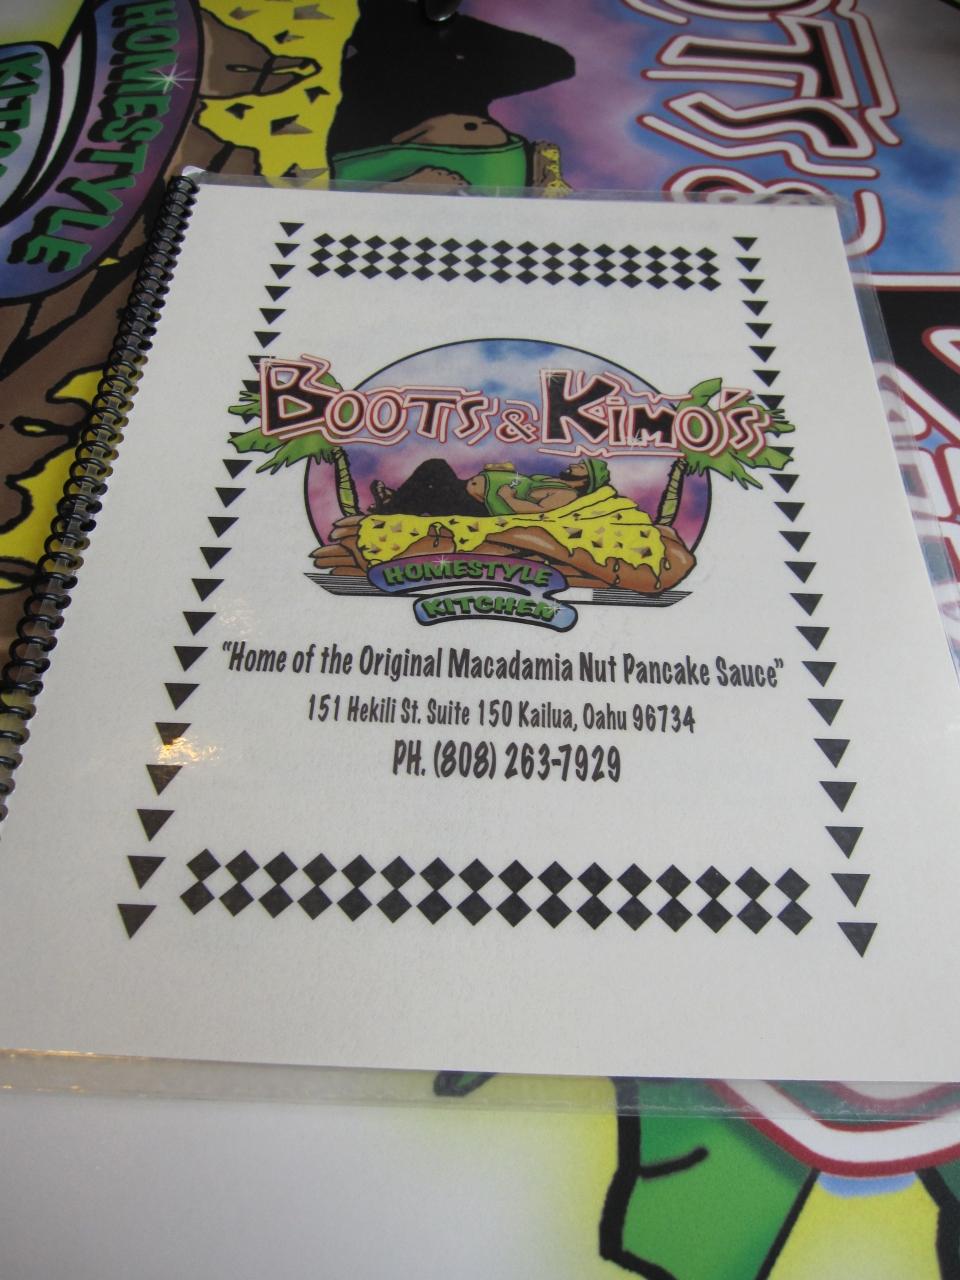 HOMESTYLE
BOOTS & KIMO'S
HOMESTYLE
KITCHEN
"Home of the Original Macadamia Nut Pancake Sauce"
151 Hekili St. Suite 150 Kailua, Oahu 96734
PH. (808) 263-7929